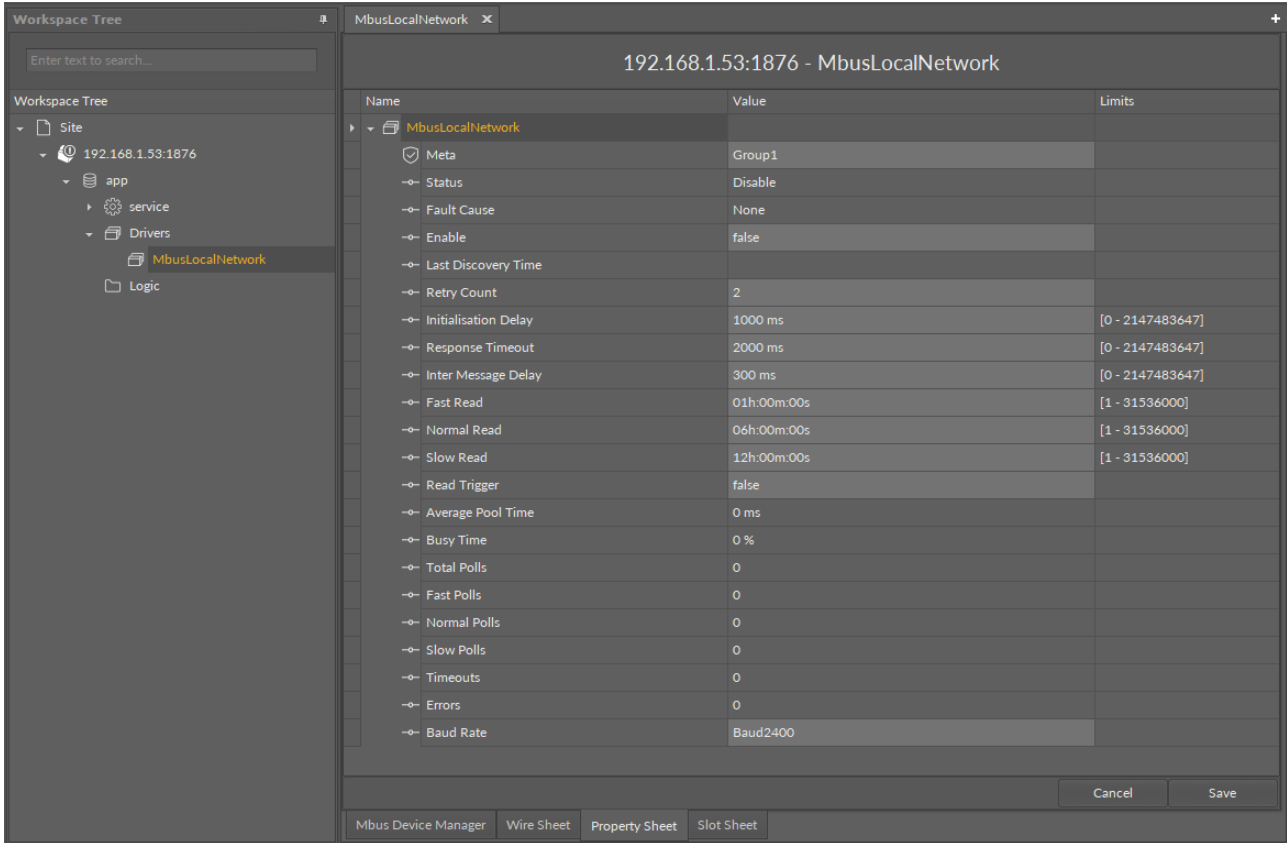 Workspace Tree
Enter text to search...
Workspace Tree
Site
192.168.1.53:1876
app
service
Drivers
MbusLocalNetwork
Logic
MbusLocalNetwork
192.168.1.53:1876 - MbusLocalNetwork
Name Value Limits
MbusLocalNetwork
Meta Group1
Status Disable
Fault Cause None
Enable false
Last Discovery Time
Retry Count 2
Initialisation Delay 1000 ms [0 - 2147483647]
Response Timeout 2000 ms [0 - 2147483647]
Inter Message Delay 300 ms [0 - 2147483647]
Fast Read 01h:00m:00s [1 - 31536000]
Normal Read 06h:00m:00s [1 - 31536000]
Slow Read 12h:00m:00s [1 - 31536000]
Read Trigger false
Average Pool Time 0 ms
Busy Time 0 %
Total Polls 0
Fast Polls 0
Normal Polls 0
Slow Polls 0
Timeouts 0
Errors 0
Baud Rate Baud2400
Cancel Save
Mbus Device Manager Wire Sheet Property Sheet Slot Sheet